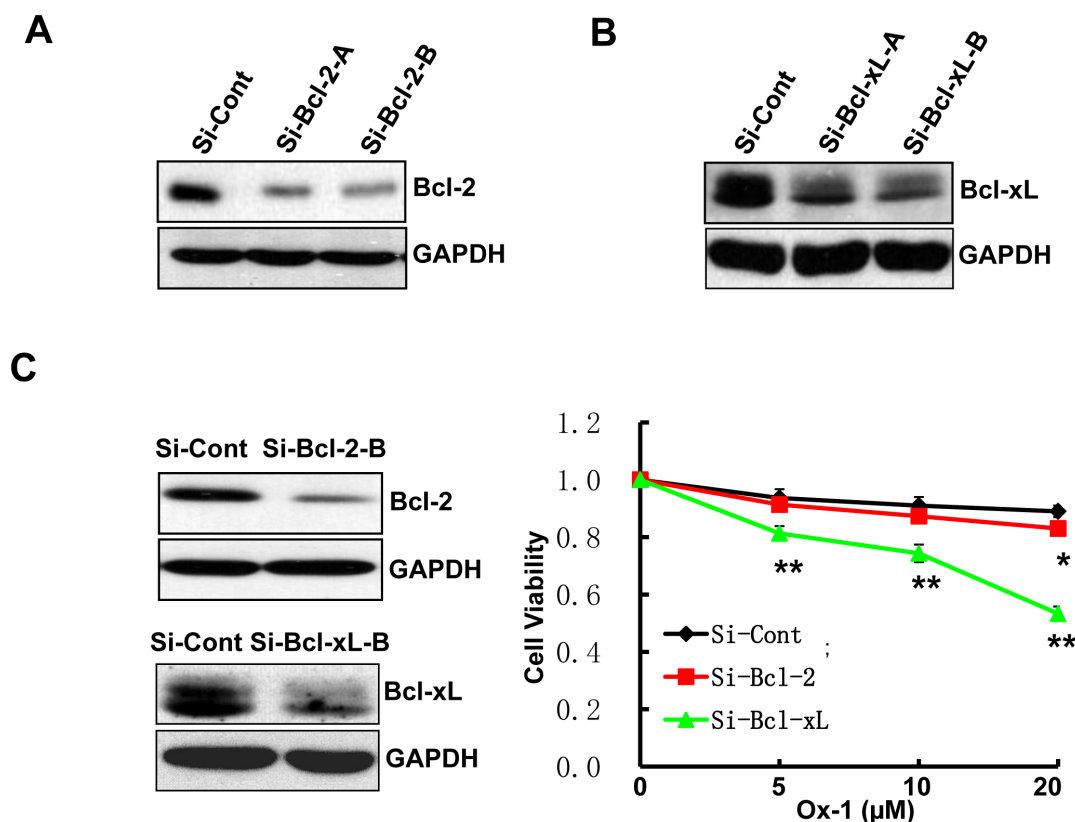 A
Si-Cont
Si-Bcl-2-A
Si-Bcl-2-B
Bcl-2
GAPDH
B
Si-Cont
Si-Bcl-xL-A
Si-Bcl-xL-B
Bcl-xL
GAPDH
C
Si-Cont Si-Bcl-2-B
Bcl-2
GAPDH
Si-Cont Si-Bcl-xL-B
Bcl-xL
GAPDH
Cell Viability
1.2
1.0
0.8
0.6
0.4
0.2
0.0
**
**
*
**
Si-Cont ;
Si-Bcl-2
Si-Bcl-xL
0 5 10 20
Ox-1 (μM)